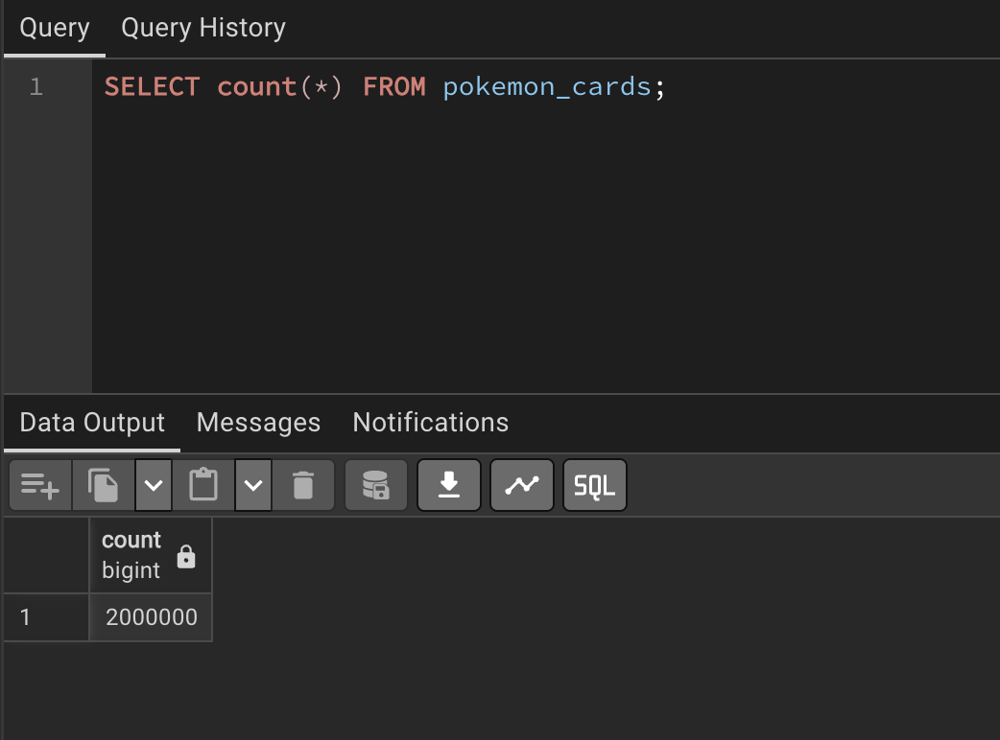 Query Query History
1 SELECT count(*) FROM pokemon_cards;
Data Output Messages Notifications
SQL
count
bigint
1 2000000